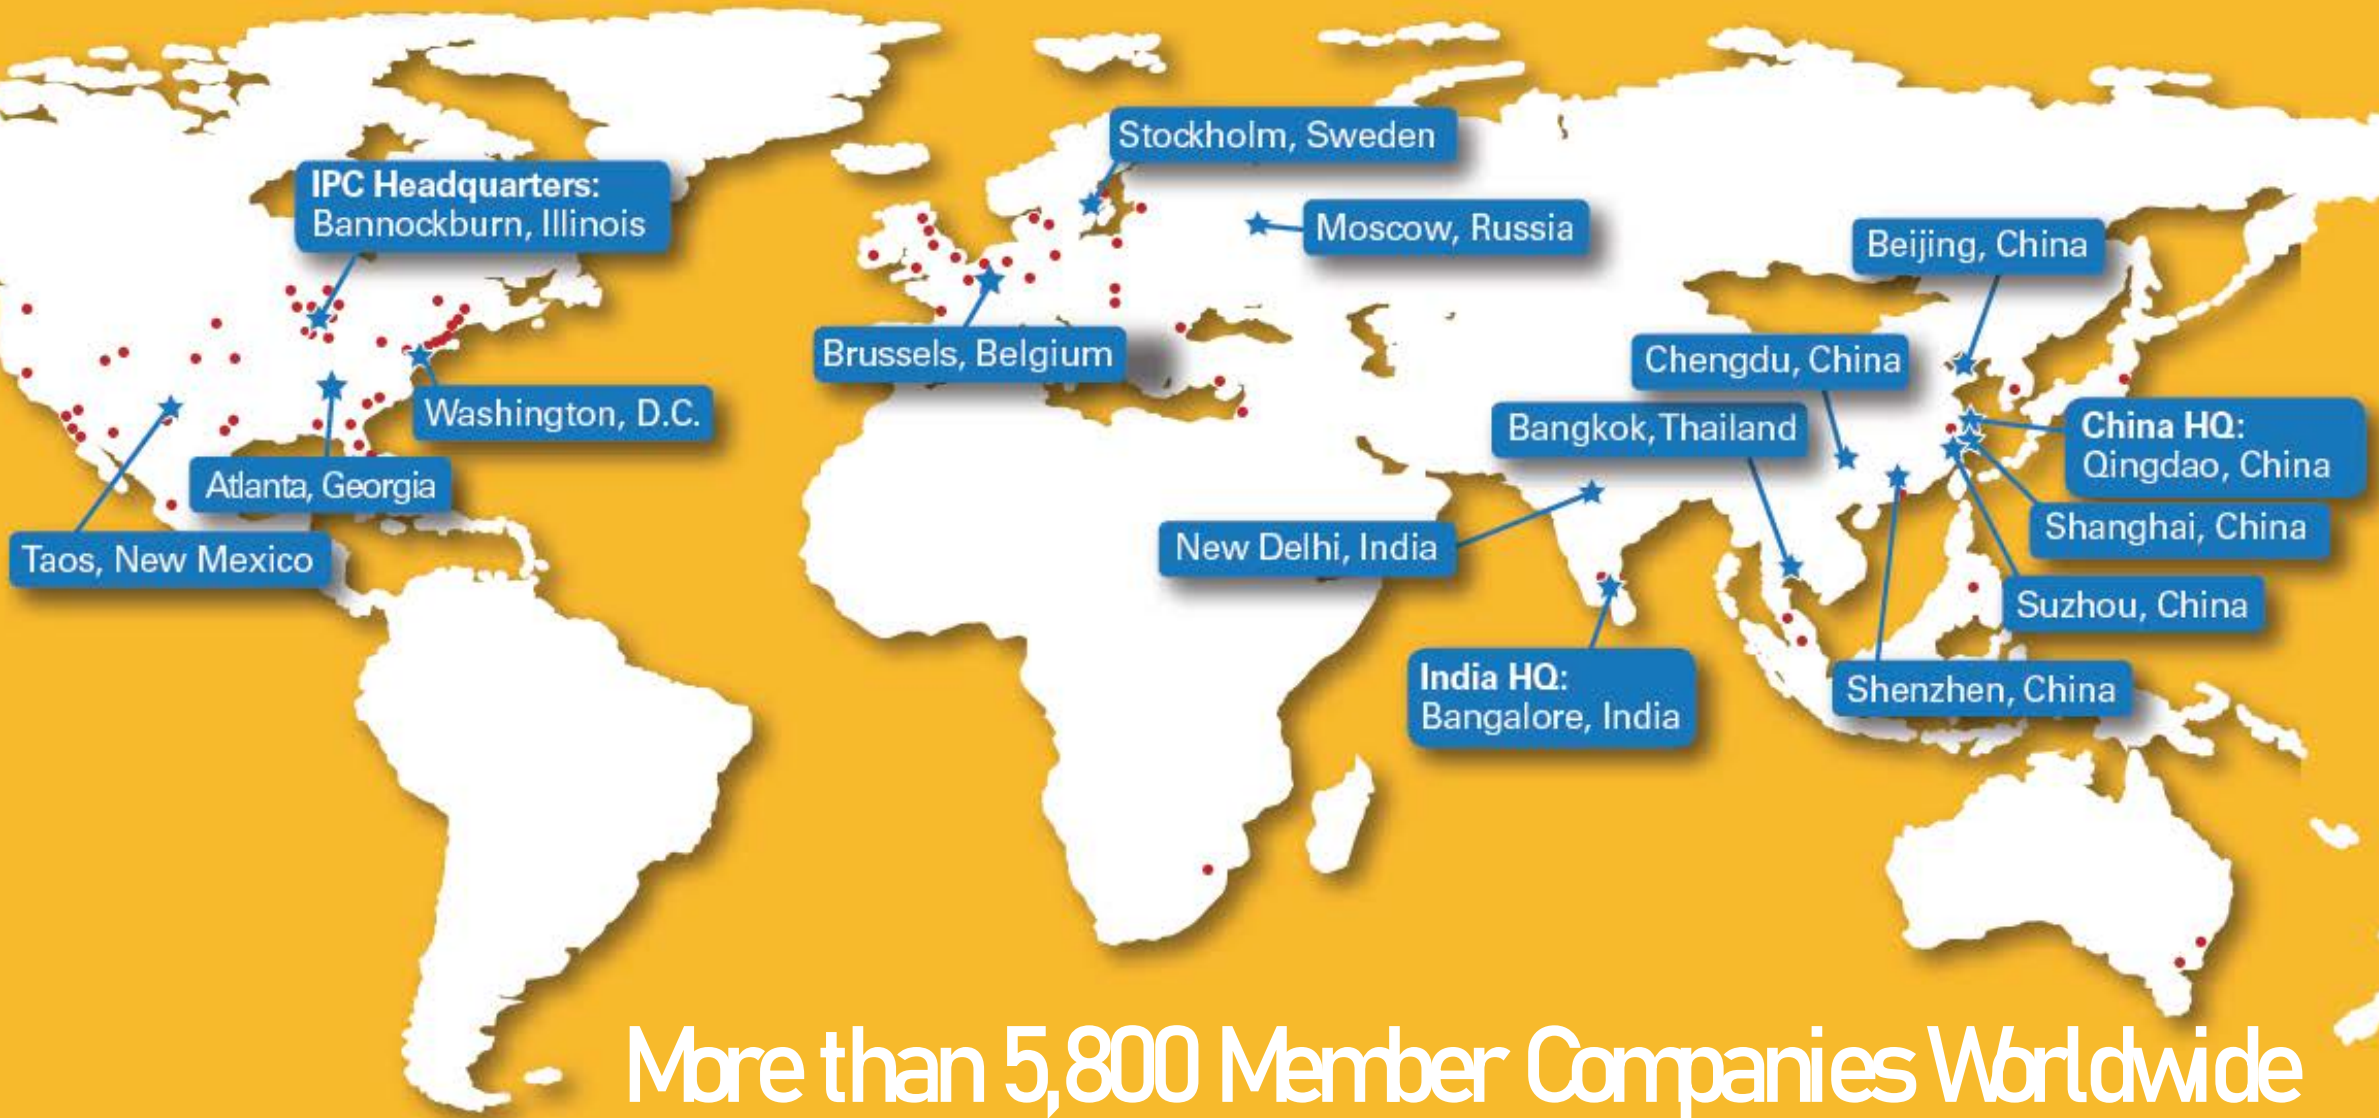 Stockholm, Sweden
IPC Headquarters:
Bannockburn, Illinois
Moscow, Russia
Beijing, China
Brussels, Belgium
Chengdu, China
Washington, D.C.
Bangkok, Thailand
China HQ:
Qingdao, China
Atlanta, Georgia
Shanghai, China
New Delhi, India
Taos, New Mexico
Suzhou, China
India HQ:
Bangalore, India
Shenzhen, China
More than 5,800 Member Companies Worldwide